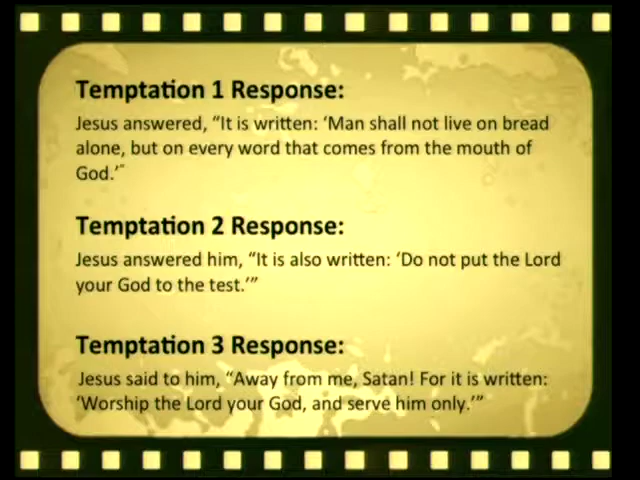 Temptation 1 Response:
Jesus answered, “It is written: ‘Man shall not live on bread
alone, but on every word that comes from the mouth of
God.’”
Temptation 2 Response:
Jesus answered him, “It is also written: ‘Do not put the Lord
your God to the test.’”
Temptation 3 Response:
Jesus said to him, “Away from me, Satan! For it is written:
‘Worship the Lord your God, and serve him only.’”